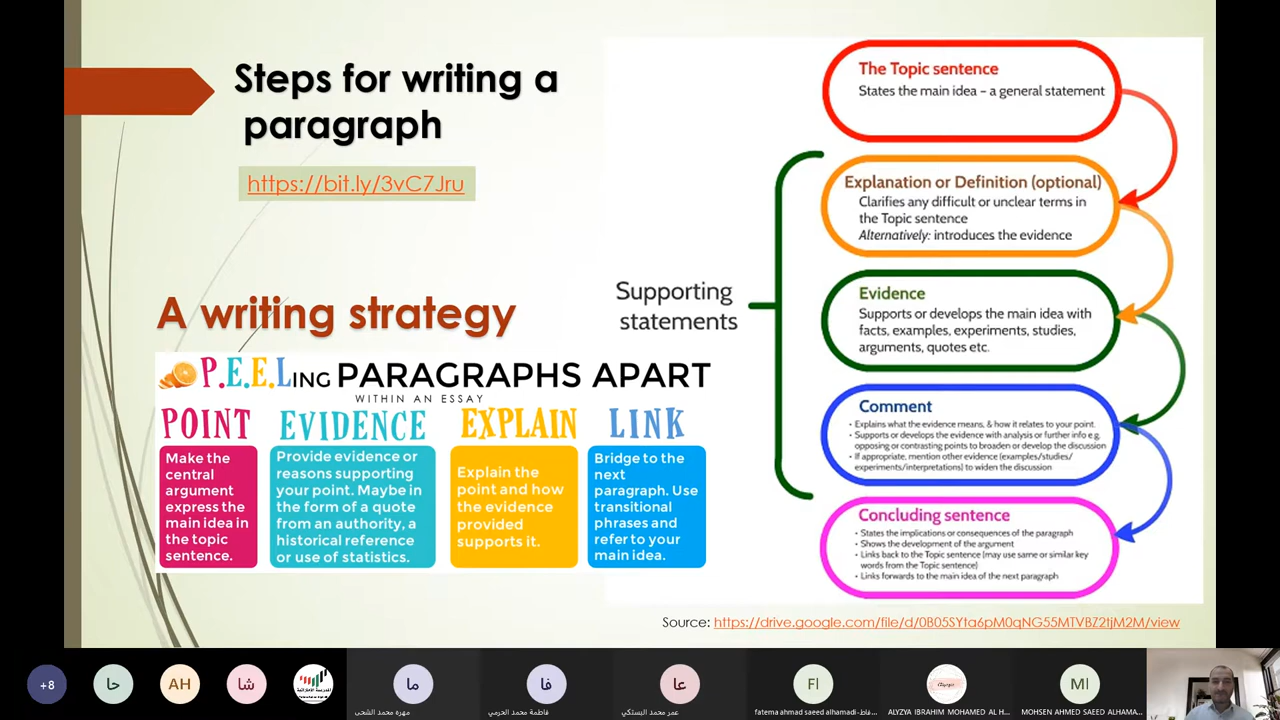 Steps for writing a
paragraph
https://bit.ly/3vC7Jru
A writing strategy
P.E.E.LING PARAGRAPHS APART
WITHIN AN ESSAY
POINT
Make the
central
argument
express the
main idea in
the topic
sentence.
EVIDENCE
Provide evidence or
reasons supporting
your point. Maybe in
the form of a quote
from an authority, a
historical reference
or use of statistics.
EXPLAIN
Explain the
point and how
the evidence
provided
supports it.
LINK
Bridge to the
next
paragraph. Use
transitional
phrases and
refer to your
main idea.
Supporting
statements
The Topic sentence
States the main idea – a general statement
Explanation or Definition (optional)
Clarifies any difficult or unclear terms in
the Topic sentence
Alternatively: introduces the evidence
Evidence
Supports or develops the main idea with
facts, examples, experiments, studies,
arguments, quotes etc.
Comment
• Explains what the evidence means, & how it relates to your point.
• Supports or develops the evidence with analysis or further info e.g.
opposing or contrasting points to broaden or develop the discussion
• If appropriate, mention other evidence (examples/studies/
experiments/interpretations) to widen the discussion
Concluding sentence
• States the implications or consequences of the paragraph
• Shows the development of the argument
• Links back to the Topic sentence (may use same or similar key
words from the Topic sentence)
• Links forwards to the main idea of the next paragraph
Source: https://drive.google.com/file/d/0B05SYta6pM0qNG55MTVBZ2tjM2M/view
+8
حا
AH
شا
ما
مهره محمد الشحي
فا
فاطمة محمد الحرمي
عا
عمر محمد البستكي
Fl
fatema ahmad saeed alhamadi-فاط...
ALYZYA IBRAHIM MOHAMED AL H...
MI
MOHSEN AHMED SAEED ALHAMA...